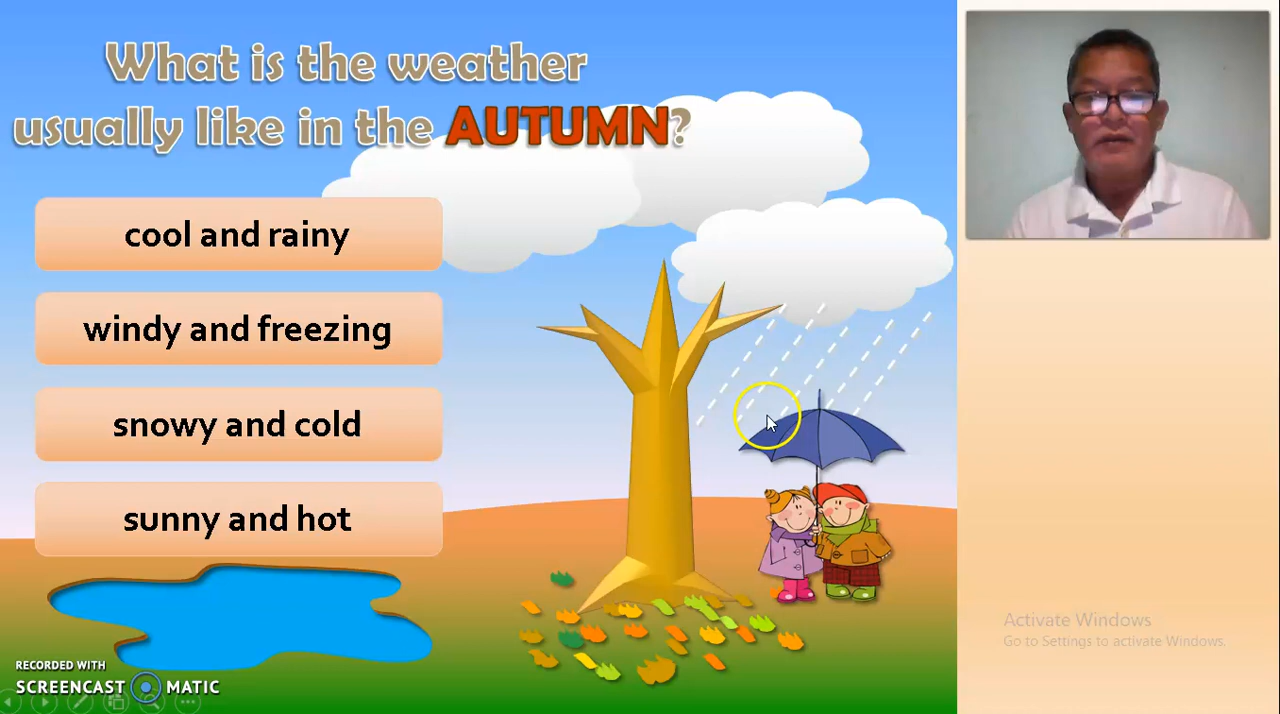 What is the weather
usually like in the AUTUMN?
cool and rainy
windy and freezing
snowy and cold
sunny and hot
RECORDED WITH
SCREENCAST MATIC
Activate Windows
Go to Settings to activate Windows.